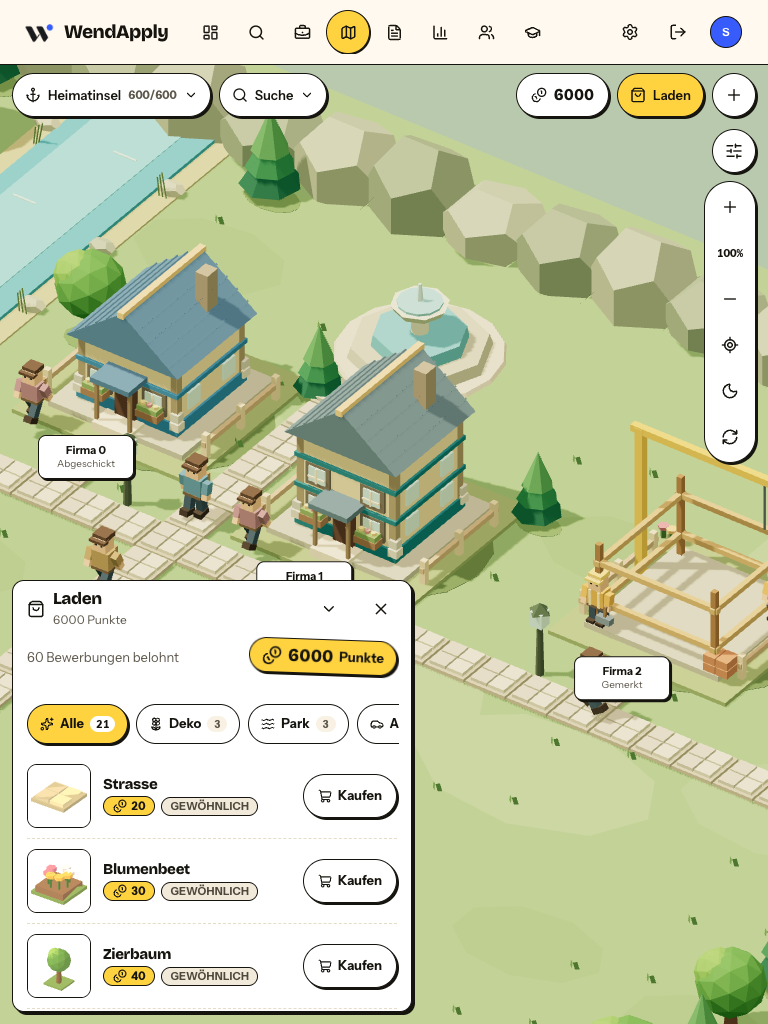 WendApply
S
Heimatinsel 600/600
Suche
6000
Laden
100%
Firma 0
Abgeschickt
Firma 1
Firma 2
Gemerkt
Laden
6000 Punkte
60 Bewerbungen belohnt
6000 Punkte
Alle 21
Deko 3
Park 3
A
Strasse
20 GEWÖHNLICH
Kaufen
Blumenbeet
30 GEWÖHNLICH
Kaufen
Zierbaum
40 GEWÖHNLICH
Kaufen